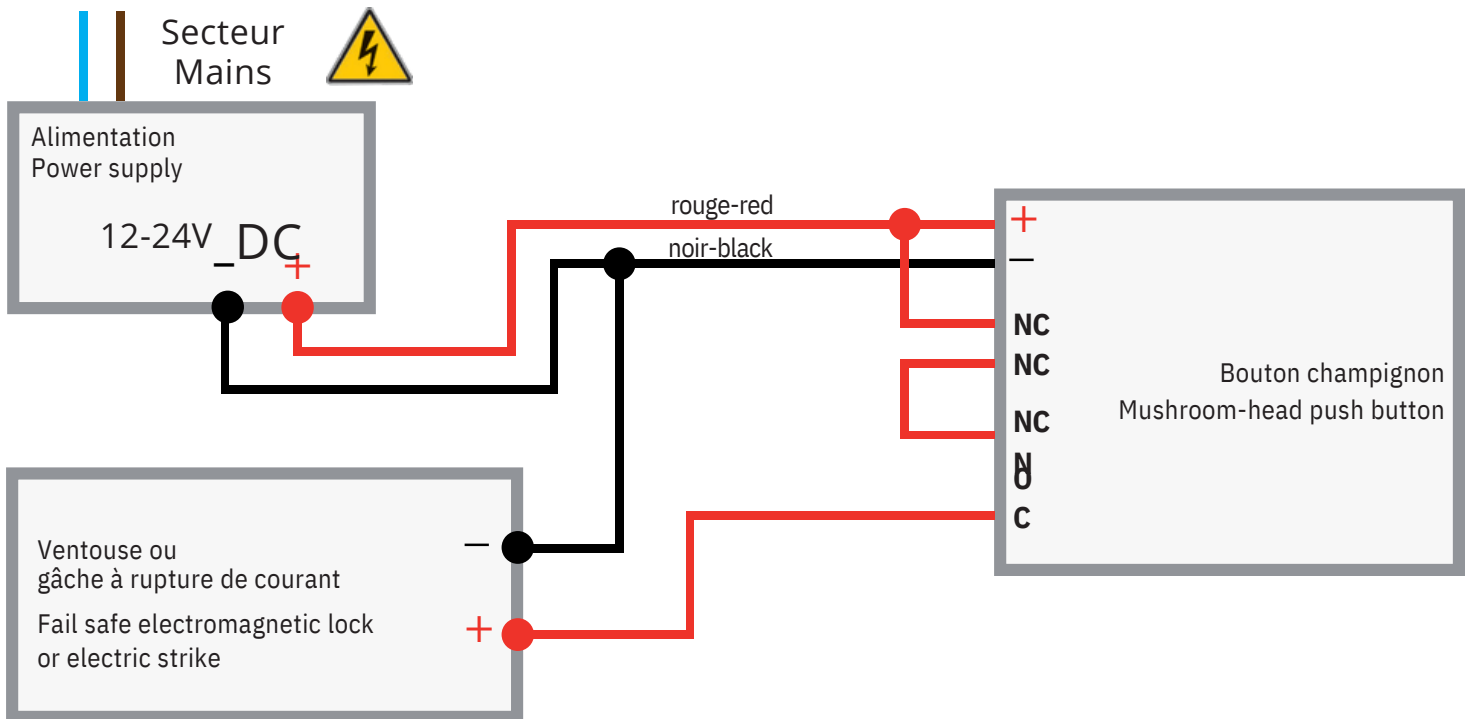 Secteur
Mains
Alimentation
Power supply
12-24V _DC
+
rouge-red
noir-black
+
–
NC
NC
NC
N
O
C
Bouton champignon
Mushroom-head push button
Ventouse ou
gâche à rupture de courant
Fail safe electromagnetic lock
or electric strike
–
+